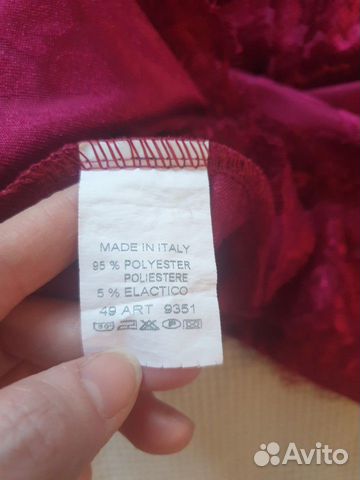 MADE IN ITALY
95 % POLYESTER
POLIESTERE
5 % ELACTICO
49 ART 9351
Avito